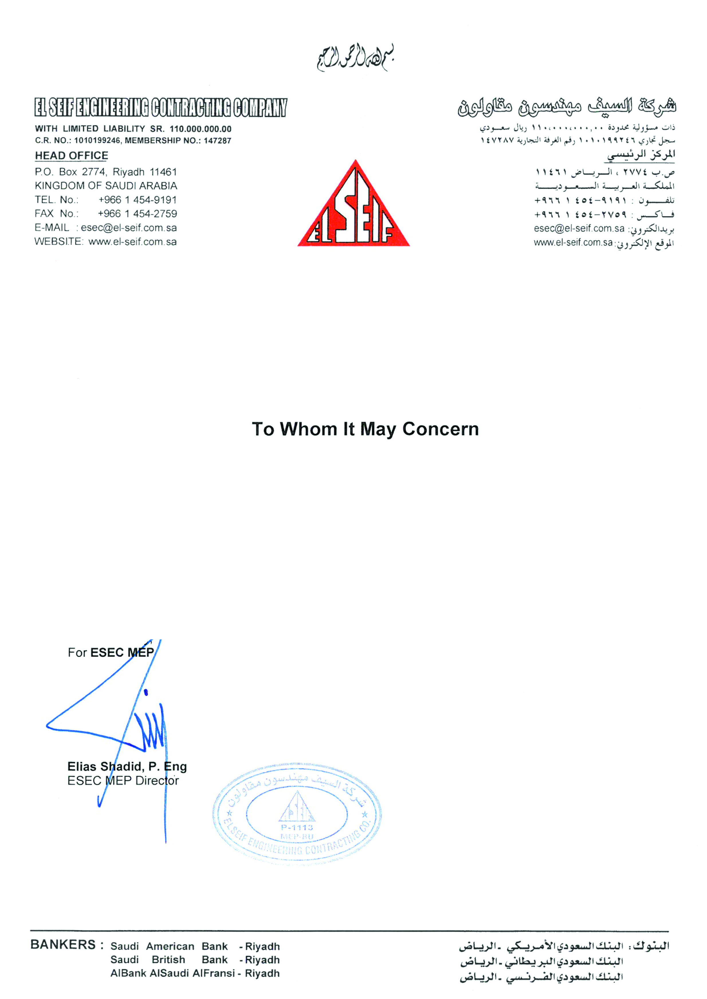 بسم الله الرحمن الرحيم
EL SEIF ENGINEERING CONTRACTING COMPANY
WITH LIMITED LIABILITY SR. 110.000.000.00
C.R. NO.: 1010199246, MEMBERSHIP NO.: 147287
HEAD OFFICE
P.O. Box 2774, Riyadh 11461
KINGDOM OF SAUDI ARABIA
TEL. No.: +966 1 454-9191
FAX No.: +966 1 454-2759
E-MAIL : esec@el-seif.com.sa
WEBSITE: www.el-seif.com.sa
EL SEIF
شركة السيف مهندسون مقاولون
ذات مسؤولية محدودة ١١٠،٠٠٠،٠٠٠,٠٠ ريال سعودي
سجل تجاري ١٠١٠١٩٩٢٤٦ رقم الغرفة التجارية ١٤٧٢٨٧
المركز الرئيسي
ص.ب ٢٧٧٤ ، الرياض ١١٤٦١
المملكة العربية السعودية
تلفون : ٩١٩١-٤٥٤ ١ ٩٦٦+
فاكس : ٢٧٥٩-٤٥٤ ١ ٩٦٦+
بريدالكتروني: esec@el-seif.com.sa
الموقع الإلكتروني: www.el-seif.com.sa
To Whom It May Concern
For ESEC MEP
Elias Shadid, P. Eng
ESEC MEP Director
شركة السيف مهندسون مقاولون
P-1113
MEP-BU
ELSEIF ENGINEERING CONTRACTING CO.
BANKERS : Saudi American Bank - Riyadh
Saudi British Bank - Riyadh
AlBank AlSaudi AlFransi - Riyadh
البنوك : البنك السعودي الأمريكي - الرياض
البنك السعودي البريطاني - الرياض
البنك السعودي الفرنسي - الرياض